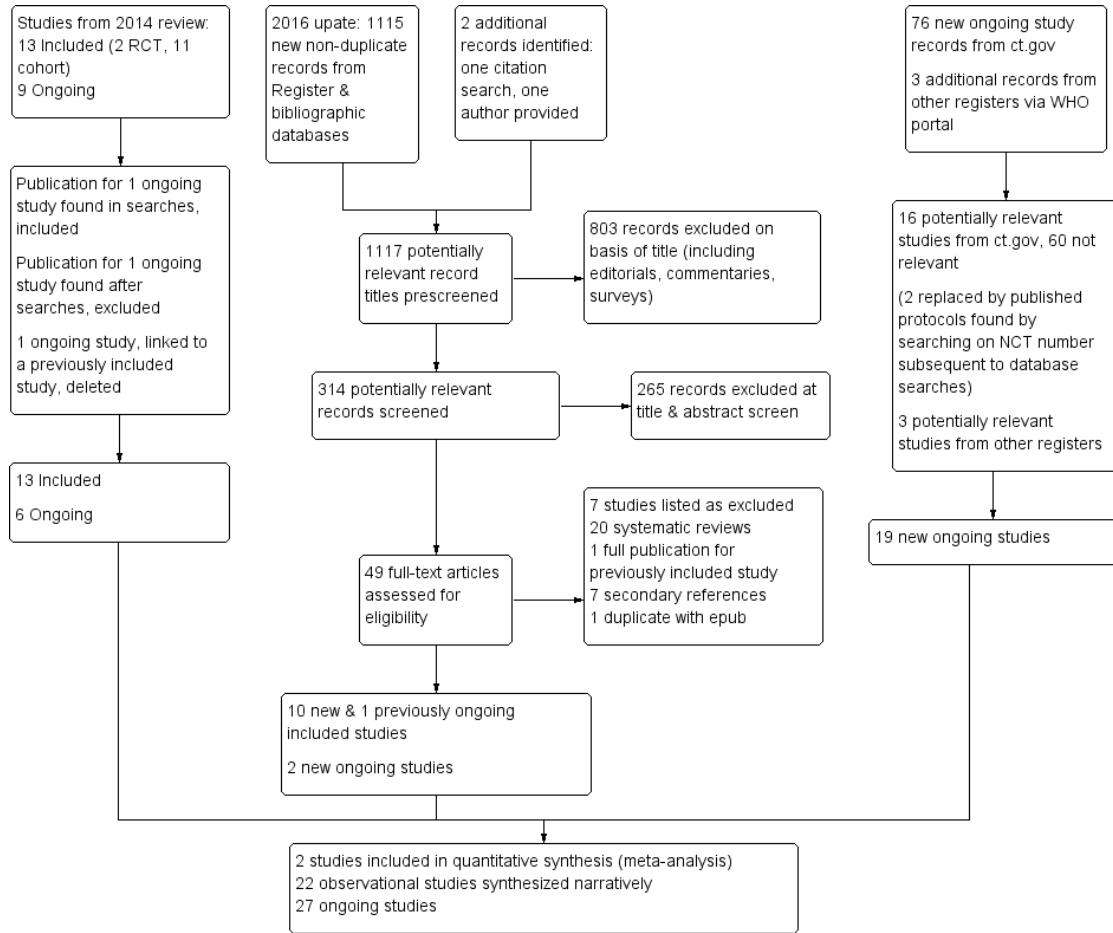 Studies from 2014 review:
13 Included (2 RCT, 11
cohort)
9 Ongoing
2016 upate: 1115
new non-duplicate
records from
Register &
bibliographic
databases
2 additional
records identified:
one citation
search, one
author provided
76 new ongoing study
records from ct.gov
3 additional records from
other registers via WHO
portal
Publication for 1 ongoing
study found in searches,
included
Publication for 1 ongoing
study found after
searches, excluded
1 ongoing study, linked to
a previously included
study, deleted
1117 potentially
relevant record
titles prescreened
803 records excluded on
basis of title (including
editorials, commentaries,
surveys)
16 potentially relevant
studies from ct.gov, 60 not
relevant
(2 replaced by published
protocols found by
searching on NCT number
subsequent to database
searches)
3 potentially relevant
studies from other registers
314 potentially relevant
records screened
265 records excluded at
title & abstract screen
13 Included
6 Ongoing
49 full-text articles
assessed for
eligibility
7 studies listed as excluded
20 systematic reviews
1 full publication for
previously included study
7 secondary references
1 duplicate with epub
19 new ongoing studies
10 new & 1 previously ongoing
included studies
2 new ongoing studies
2 studies included in quantitative synthesis (meta-analysis)
22 observational studies synthesized narratively
27 ongoing studies